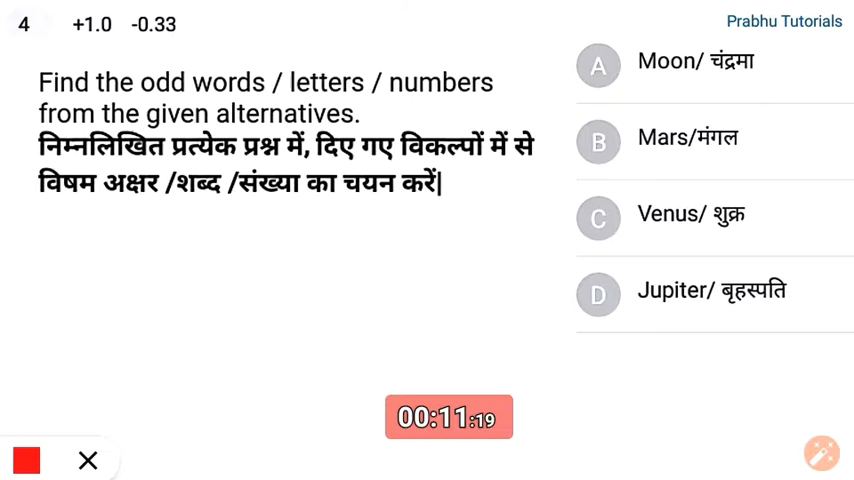 4 +1.0 -0.33
Prabhu Tutorials
Find the odd words / letters / numbers
from the given alternatives.
निम्नलिखित प्रत्येक प्रश्न में, दिए गए विकल्पों में से
विषम अक्षर /शब्द /संख्या का चयन करें|
A Moon/ चंद्रमा
B Mars/मंगल
C Venus/ शुक्र
D Jupiter/ बृहस्पति
00:11:19